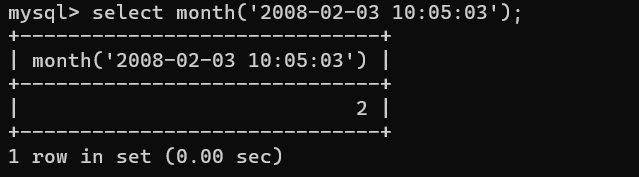 mysql> select month('2008-02-03 10:05:03');
+------------------------------+
| month('2008-02-03 10:05:03') |
+------------------------------+
|                            2 |
+------------------------------+
1 row in set (0.00 sec)